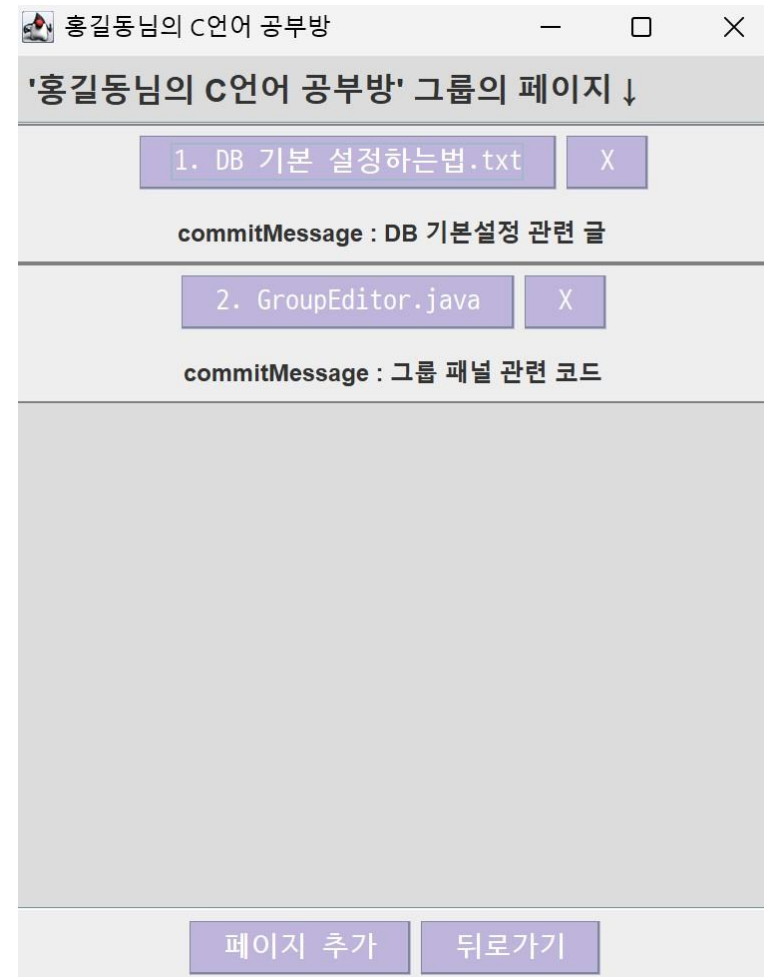 홍길동님의 C언어 공부방
'홍길동님의 C언어 공부방' 그룹의 페이지↓
1. DB 기본 설정하는법.txt X
commitMessage : DB 기본설정 관련 글
2. GroupEditor.java X
commitMessage : 그룹 패널 관련 코드
페이지 추가 뒤로가기